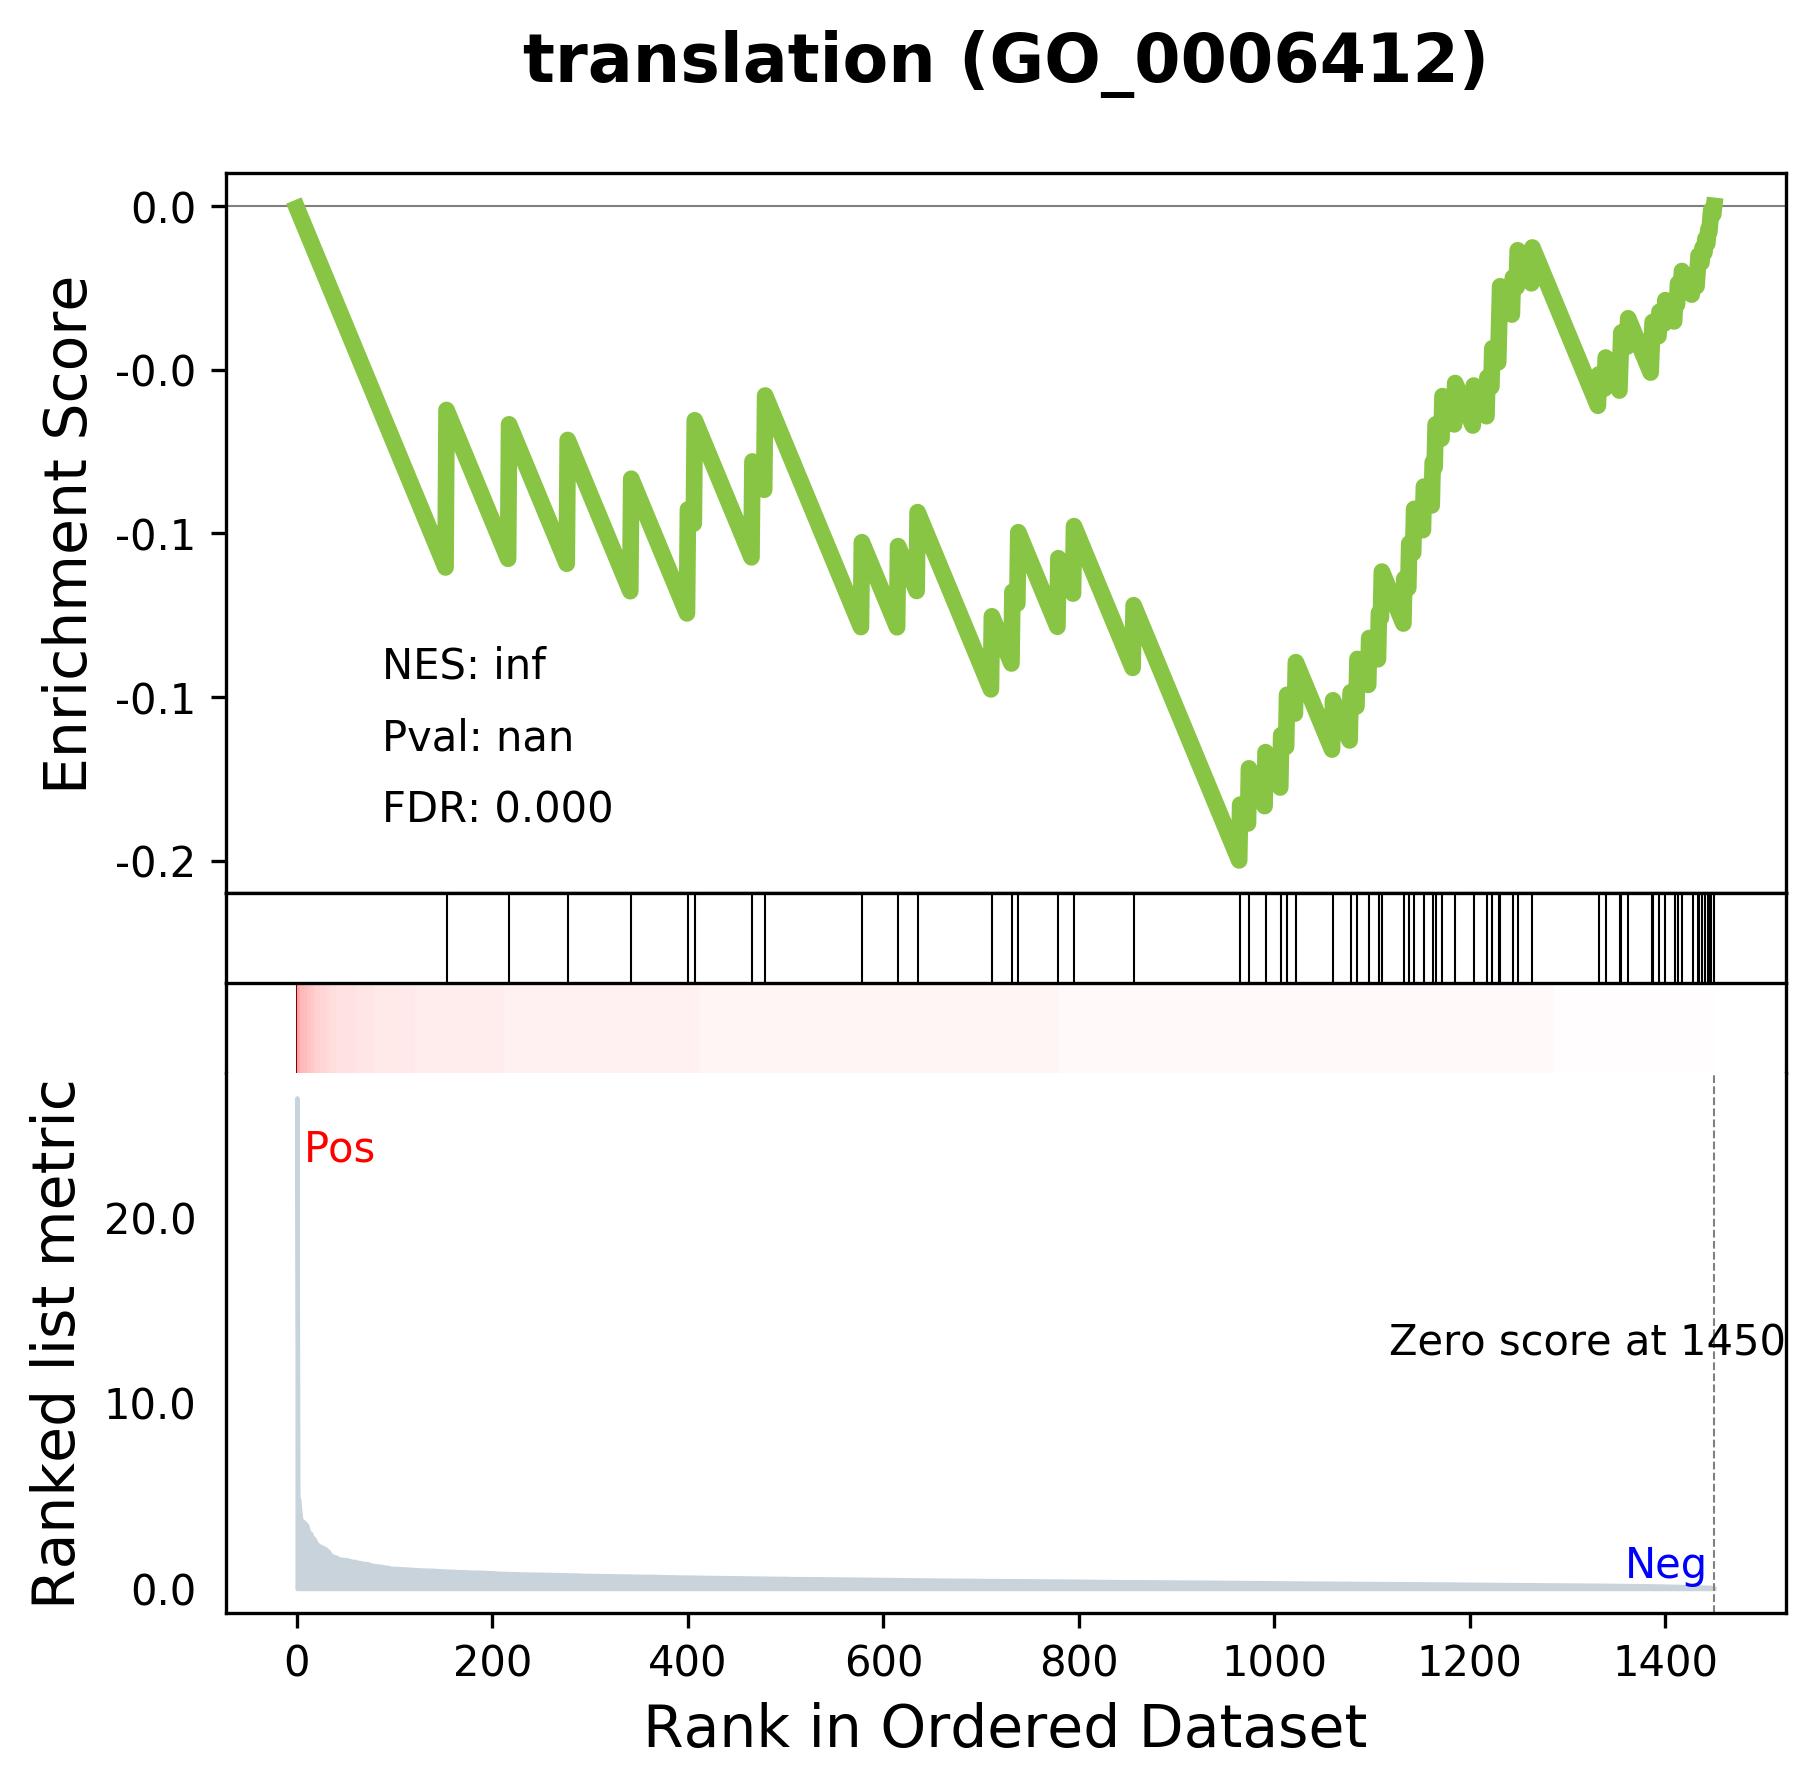 translation (GO_0006412)
Enrichment Score
0.0
-0.0
-0.1
-0.1
-0.2
NES: inf
Pval: nan
FDR: 0.000
Ranked list metric
Pos
20.0
10.0
0.0
Zero score at 1450
Neg
0 200 400 600 800 1000 1200 1400
Rank in Ordered Dataset